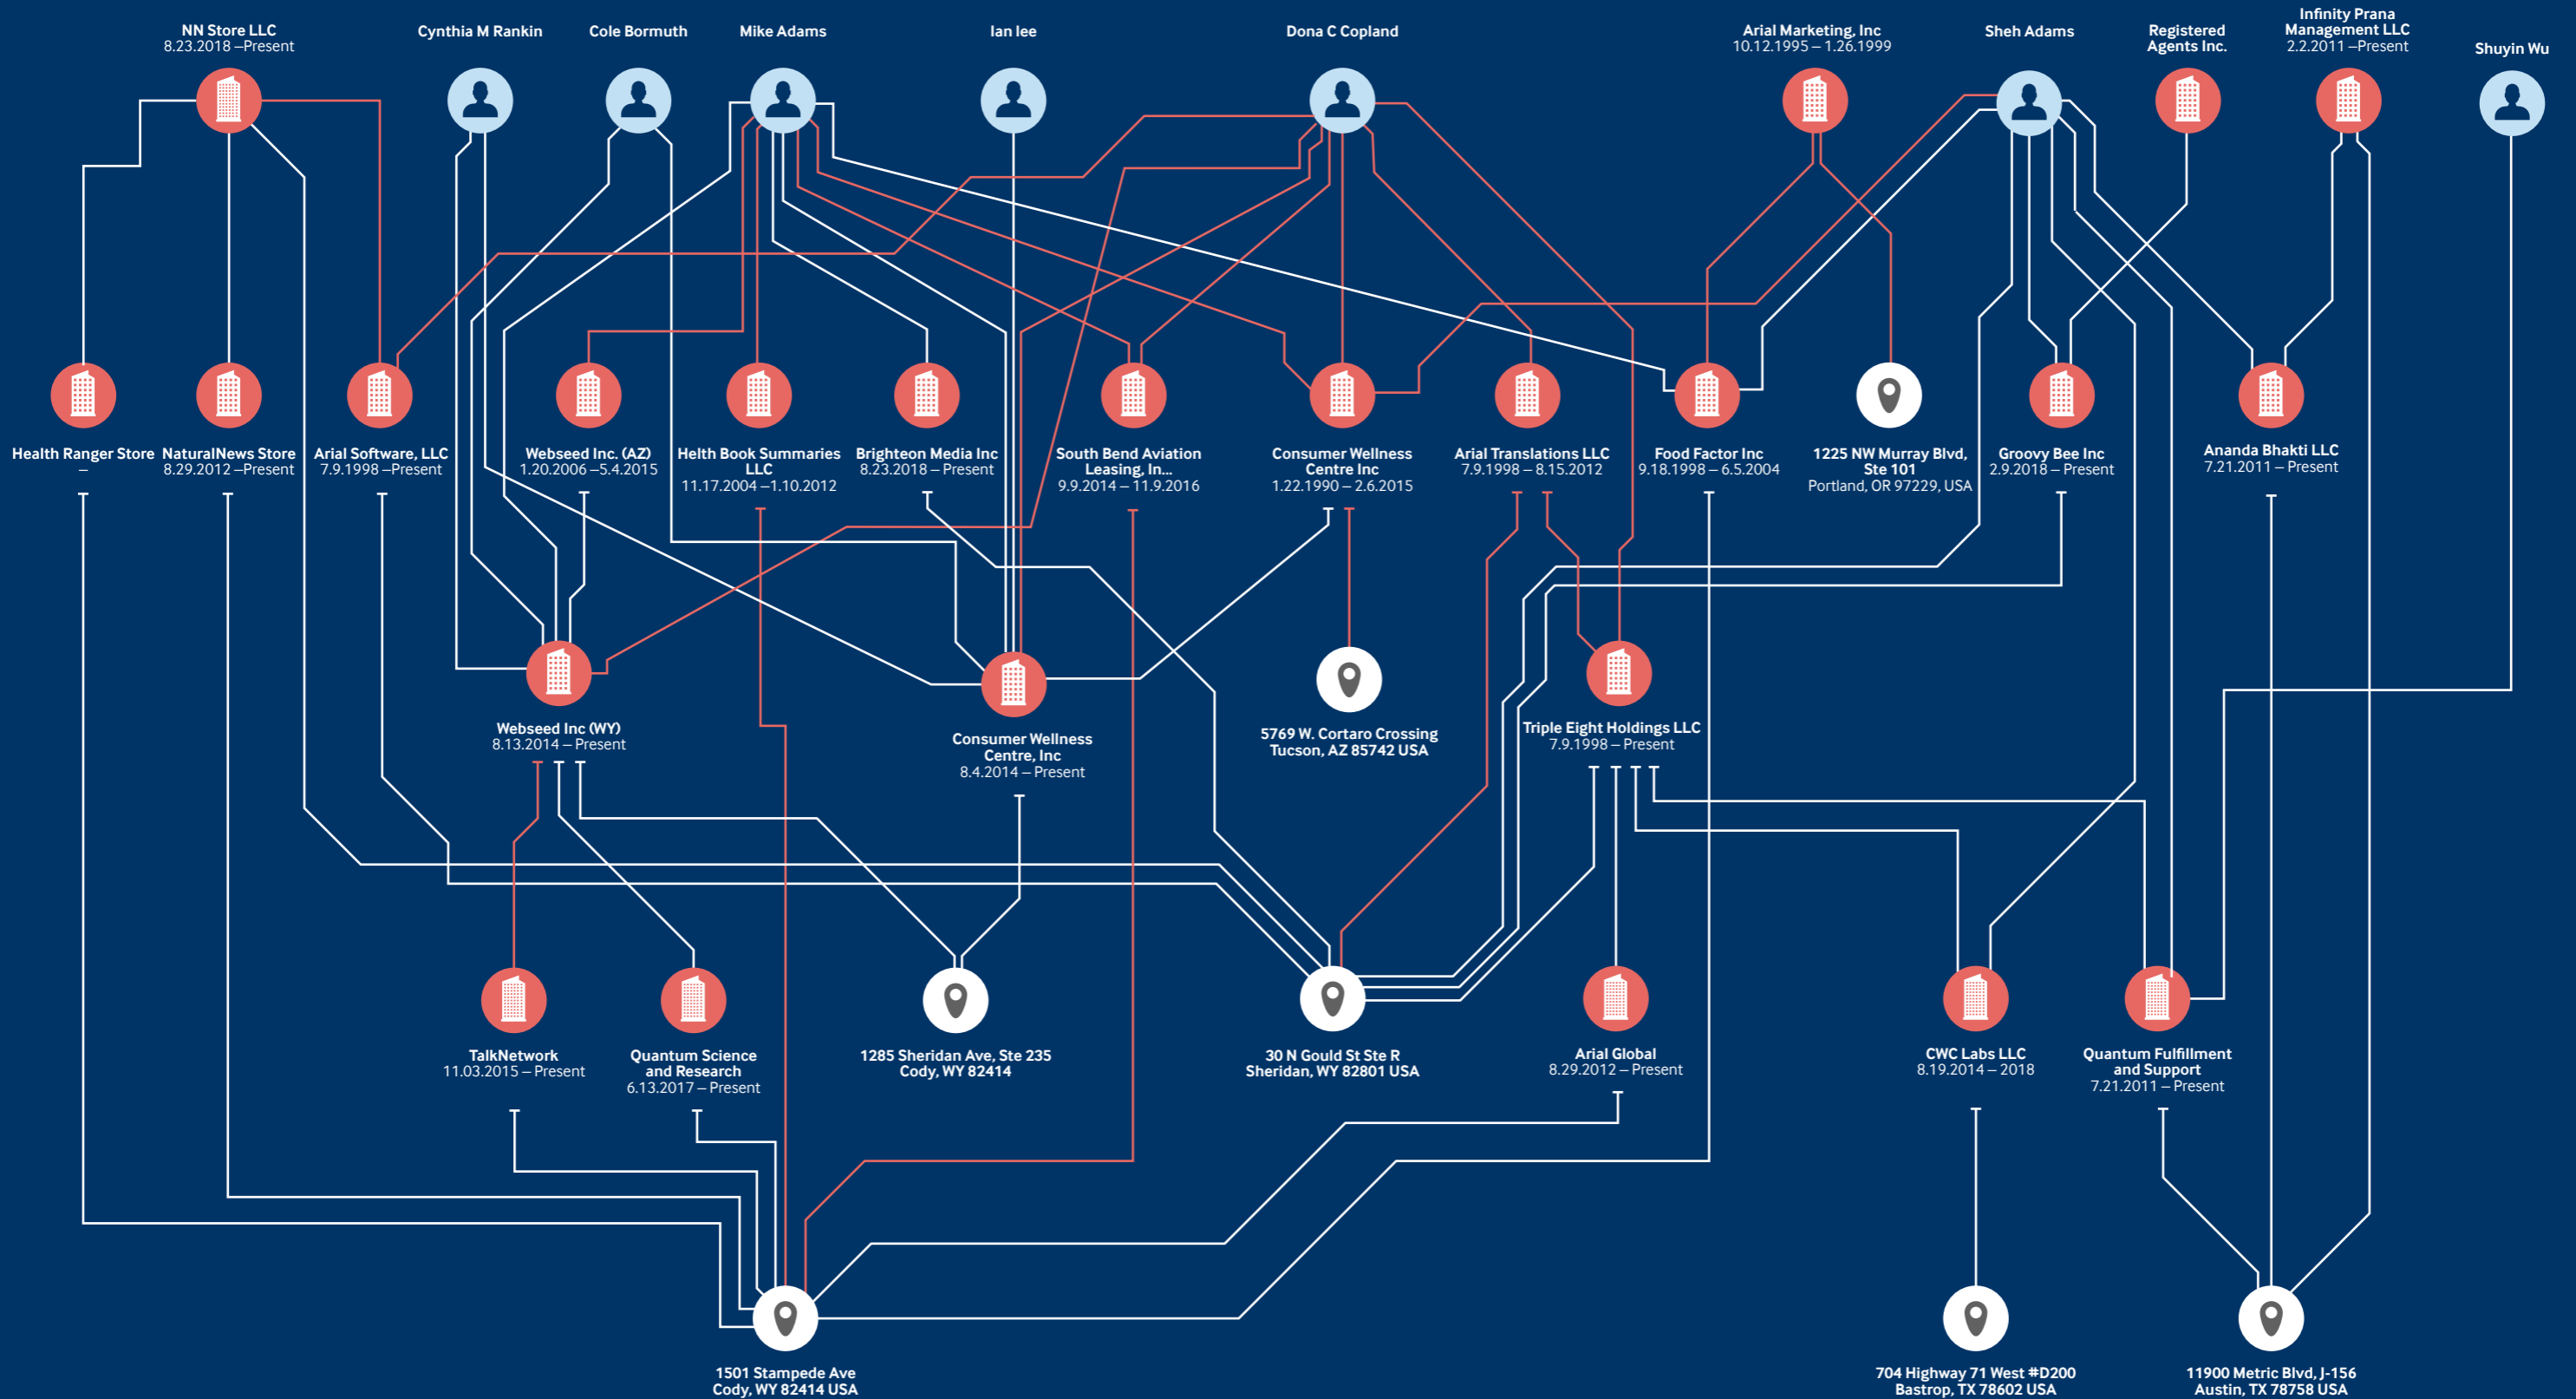 NN Store LLC
8.23.2018 –Present
Cynthia M Rankin
Cole Bormuth
Mike Adams
Ian lee
Dona C Copland
Arial Marketing, Inc
10.12.1995 – 1.26.1999
Sheh Adams
Registered
Agents Inc.
Infinity Prana
Management LLC
2.2.2011 –Present
Shuyin Wu
Health Ranger Store
–
NaturalNews Store
8.29.2012 –Present
Arial Software, LLC
7.9.1998 –Present
Webseed Inc. (AZ)
1.20.2006 –5.4.2015
Helth Book Summaries
LLC
11.17.2004 –1.10.2012
Brighteon Media Inc
8.23.2018 – Present
South Bend Aviation
Leasing, In...
9.9.2014 – 11.9.2016
Consumer Wellness
Centre Inc
1.22.1990 – 2.6.2015
Arial Translations LLC
7.9.1998 – 8.15.2012
Food Factor Inc
9.18.1998 – 6.5.2004
1225 NW Murray Blvd,
Ste 101
Portland, OR 97229, USA
Groovy Bee Inc
2.9.2018 – Present
Ananda Bhakti LLC
7.21.2011 – Present
Webseed Inc (WY)
8.13.2014 – Present
Consumer Wellness
Centre, Inc
8.4.2014 – Present
5769 W. Cortaro Crossing
Tucson, AZ 85742 USA
Triple Eight Holdings LLC
7.9.1998 – Present
TalkNetwork
11.03.2015 – Present
Quantum Science
and Research
6.13.2017 – Present
1285 Sheridan Ave, Ste 235
Cody, WY 82414
30 N Gould St Ste R
Sheridan, WY 82801 USA
Arial Global
8.29.2012 – Present
CWC Labs LLC
8.19.2014 – 2018
Quantum Fulfillment
and Support
7.21.2011 – Present
1501 Stampede Ave
Cody, WY 82414 USA
704 Highway 71 West #D200
Bastrop, TX 78602 USA
11900 Metric Blvd, J-156
Austin, TX 78758 USA